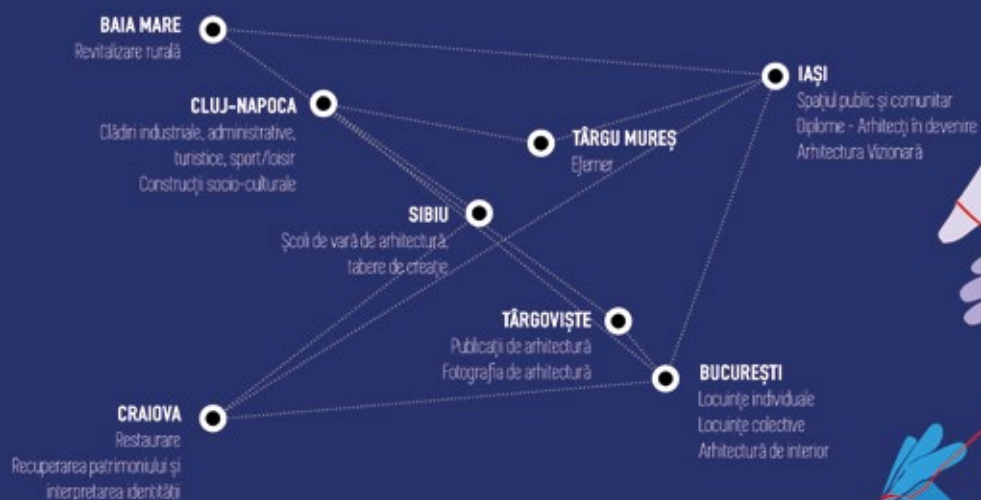 BAIA MARE
Revitalizare rurală
CLUJ-NAPOCA
Clădiri industriale, administrative,
turistice, sport/loisir
Construcții socio-culturale
IAȘI
Spațiul public și comunitar
Diplome - Arhitecți în devenire
Arhitectura Vizionară
TÂRGU MUREȘ
Efemer
SIBIU
Școli de vară de arhitectură,
tabere de creație
TÂRGOVIȘTE
Publicații de arhitectură
Fotografia de arhitectură
BUCUREȘTI
Locuințe individuale
Locuințe colective
Arhitectură de interior
CRAIOVA
Restaurare
Recuperarea patrimoniului și
interpretarea identității